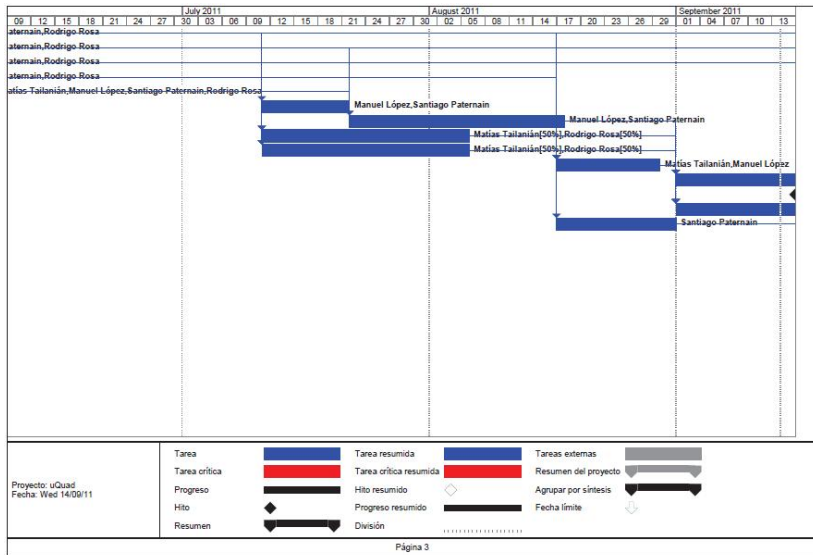 July 2011 August 2011 September 2011
09 12 15 18 21 24 27 30 03 06 09 12 15 18 21 24 27 30 02 05 08 11 14 17 20 23 26 29 01 04 07 10 13
aternain,Rodrigo Rosa
aternain,Rodrigo Rosa
aternain,Rodrigo Rosa
aternain,Rodrigo Rosa
atías Tailanián,Manuel López,Santiago Paternain,Rodrigo Rosa
Manuel López,Santiago Paternain
Manuel López,Santiago Paternain
Matías Tailanián[50%],Rodrigo Rosa[50%]
Matías Tailanián[50%],Rodrigo Rosa[50%]
Matías Tailanián,Manuel López
Santiago Paternain
Proyecto: uQuad
Fecha: Wed 14/09/11
Tarea
Tarea crítica
Progreso
Hito
Resumen
Tarea resumida
Tarea crítica resumida
Hito resumido
Progreso resumido
División
Tareas externas
Resumen del proyecto
Agrupar por síntesis
Fecha límite
Página 3